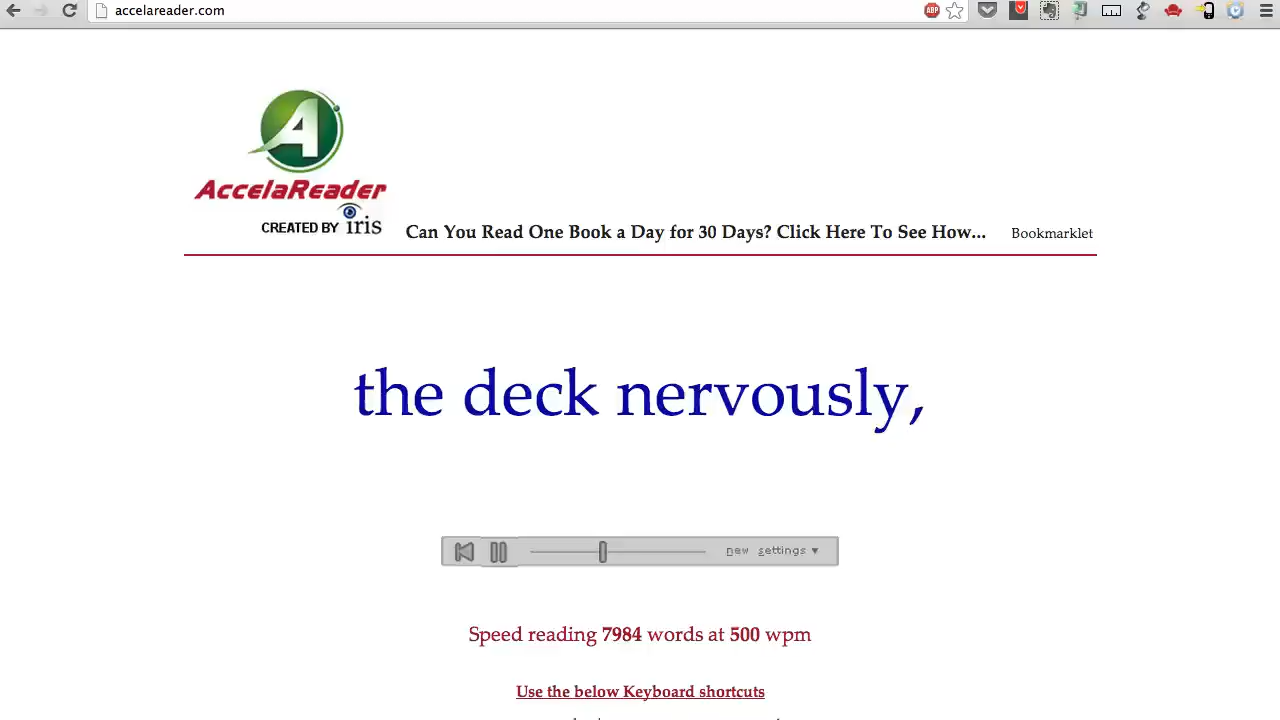 accelareader.com
ABP
A
AccelaReader
CREATED BY iris
Can You Read One Book a Day for 30 Days? Click Here To See How...
Bookmarklet
the deck nervously,
new settings ▾
Speed reading 7984 words at 500 wpm
Use the below Keyboard shortcuts